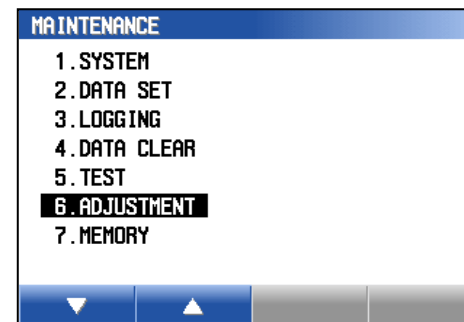 MAINTENANCE
1.SYSTEM
2.DATA SET
3.LOGGING
4.DATA CLEAR
5.TEST
6.ADJUSTMENT
7.MEMORY